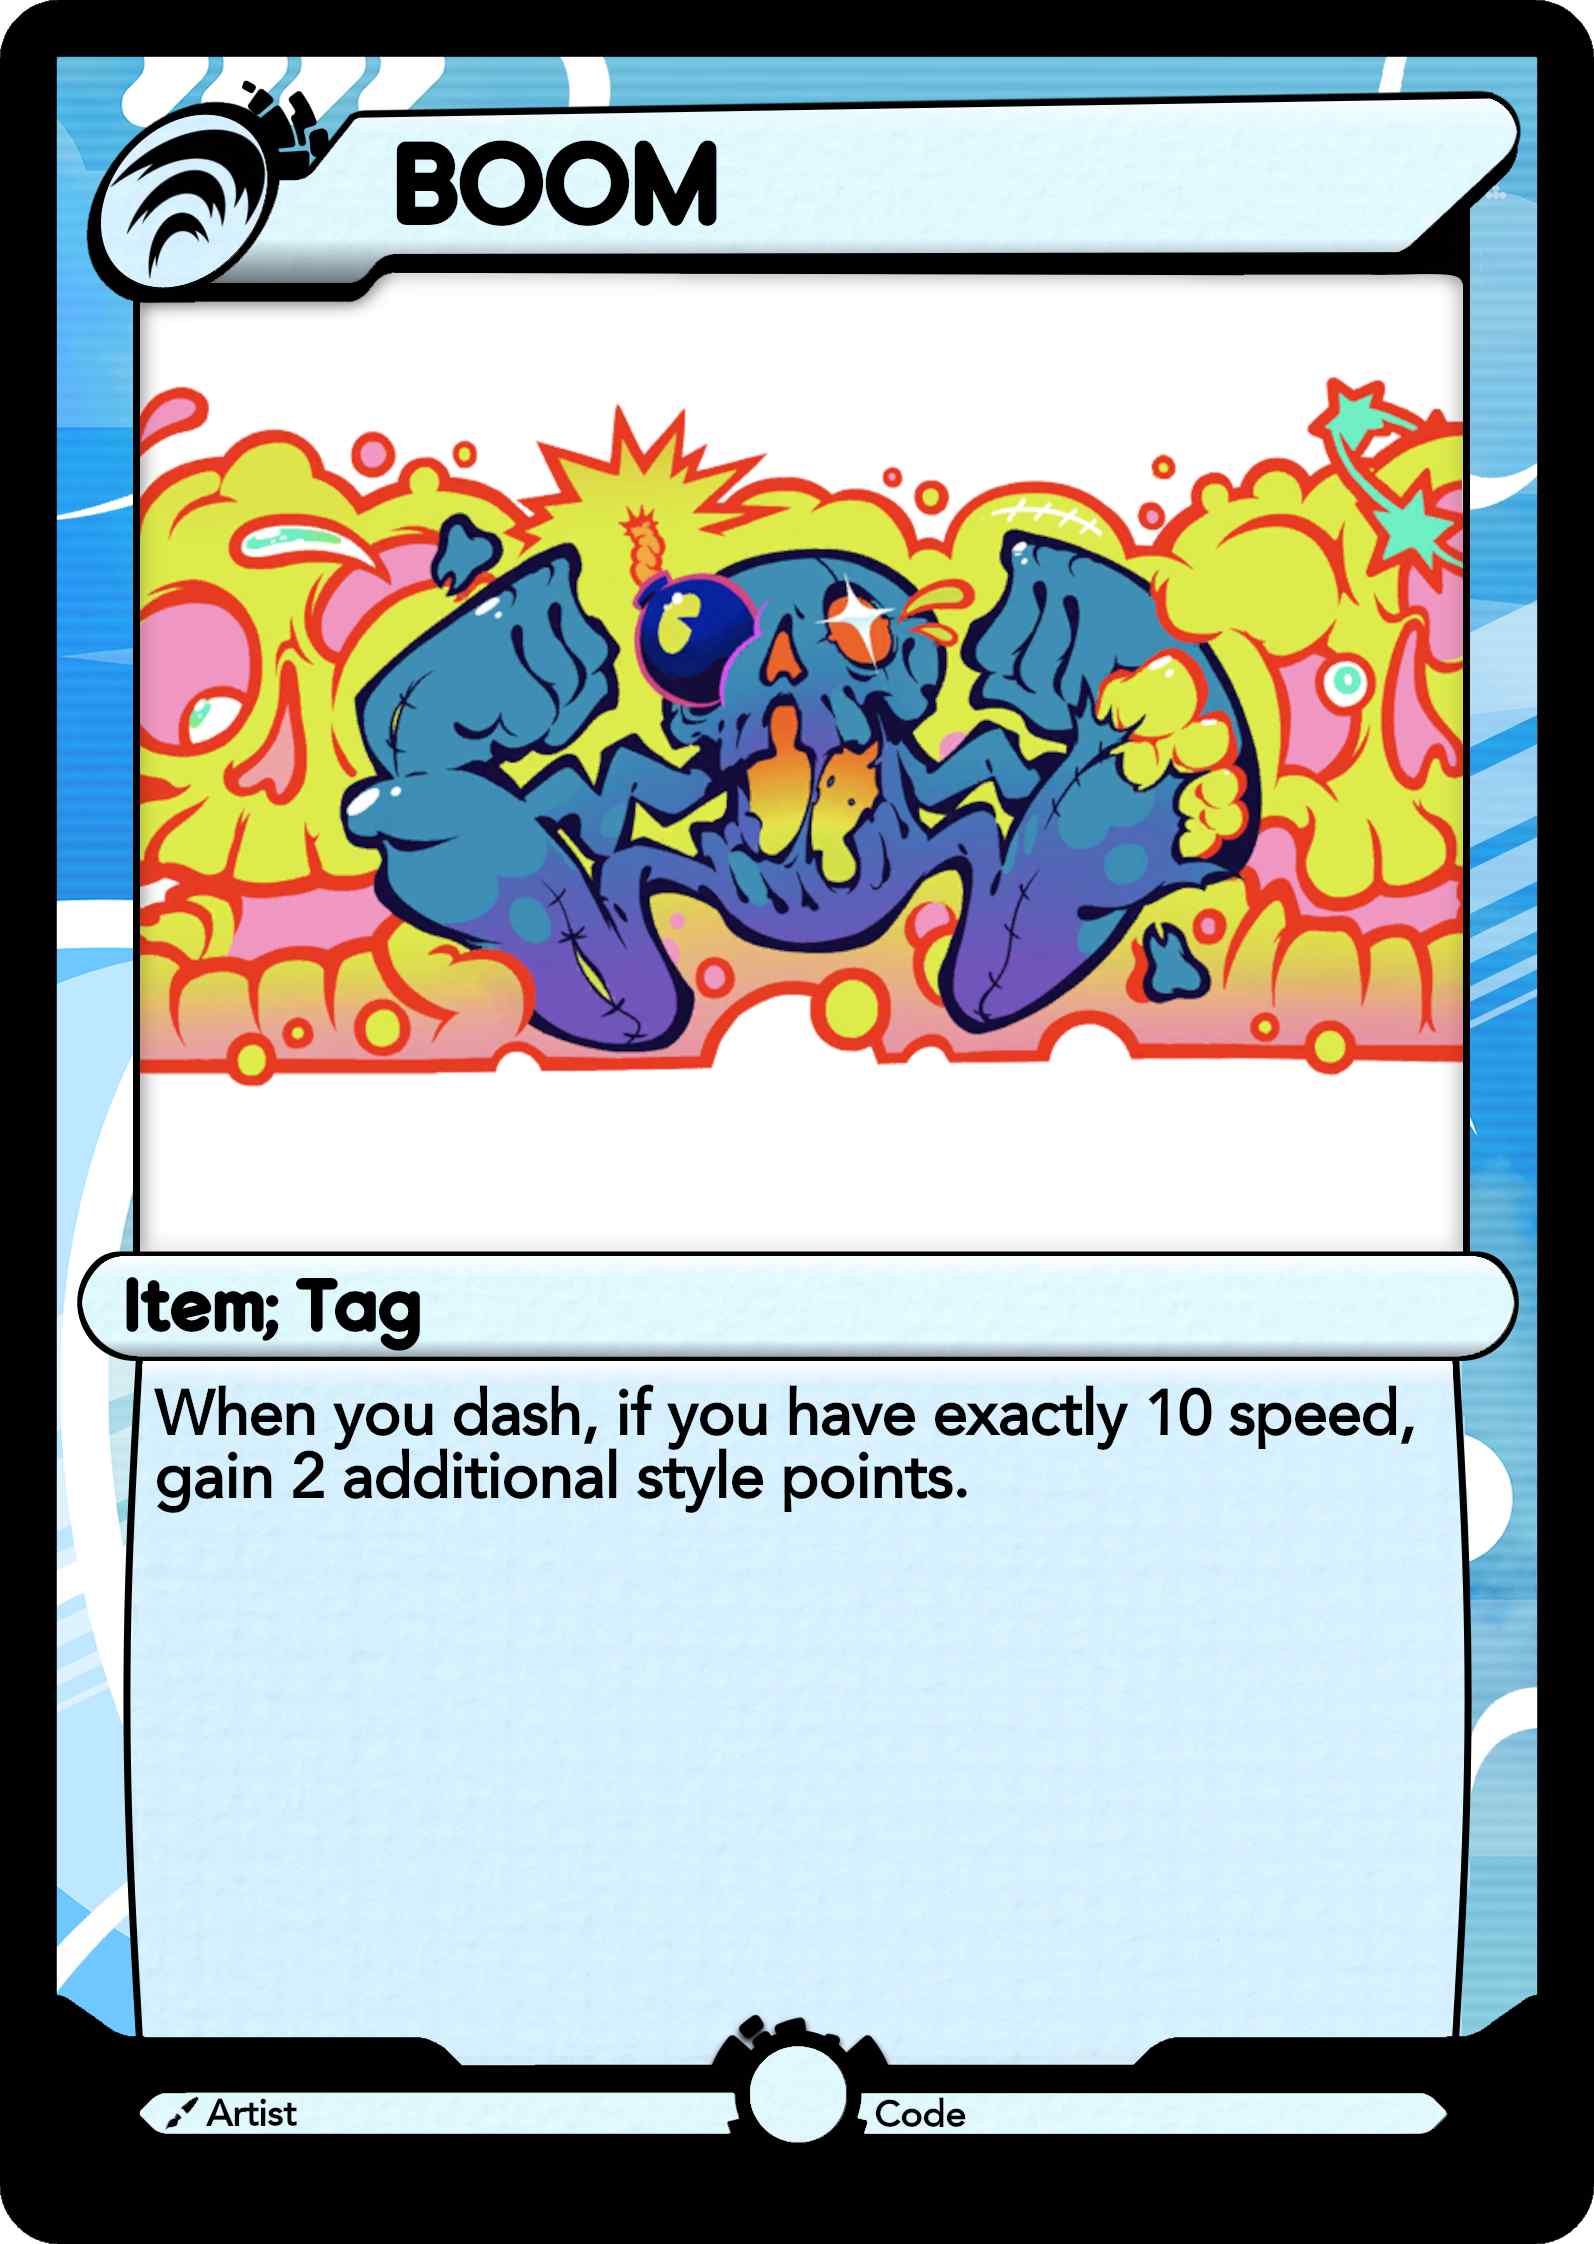 BOOM
Item; Tag
When you dash, if you have exactly 10 speed,
gain 2 additional style points.
Artist
Code